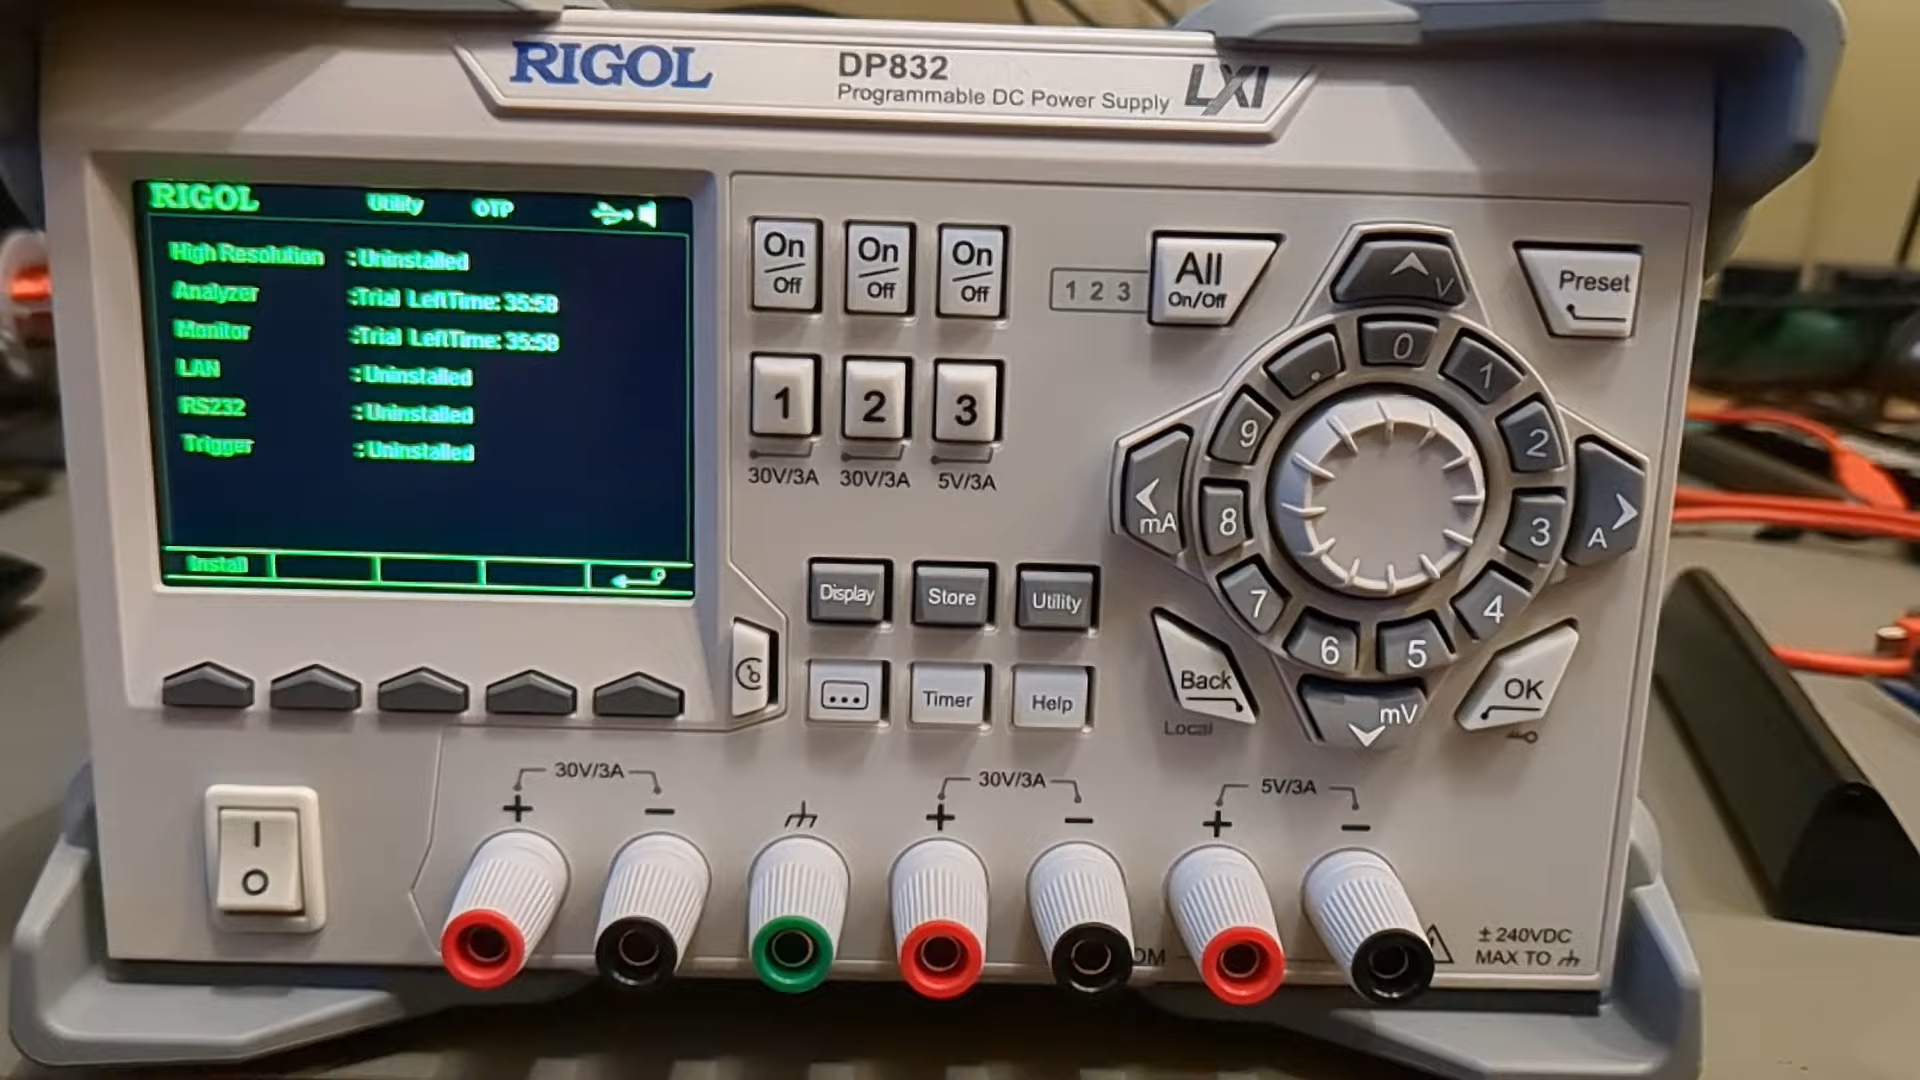 RIGOL
DP832
Programmable DC Power Supply
LXI
RIGOL Utility OTP
High Resolution :Uninstalled
Analyzer :Trial LeftTime: 35:58
Monitor :Trial LeftTime: 35:58
LAN :Uninstalled
RS232 :Uninstalled
Trigger :Uninstalled
Install
On Off
On Off
On Off
1 2 3
All On/Off
1
2
3
30V/3A
30V/3A
5V/3A
Display
Store
Utility
...
Timer
Help
V
Preset
.
0
1
2
3
4
5
6
7
8
9
mA
A
mV
Back
Local
OK
I
O
30V/3A
+ −
30V/3A
+ −
5V/3A
+ −
OM
±240VDC
MAX TO